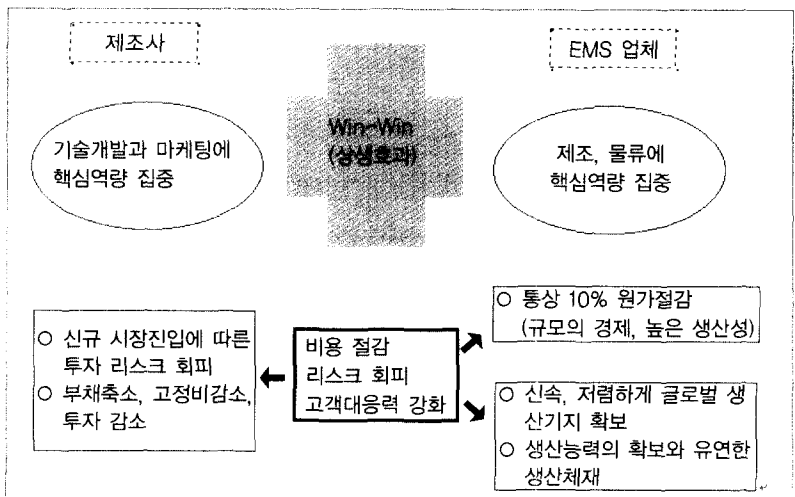 제조사
EMS 업체
Win-Win
(상생효과)
기술개발과 마케팅에
핵심역량 집중
제조, 물류에
핵심역량 집중
○ 신규 시장진입에 따른
투자 리스크 회피
○ 부채축소, 고정비감소,
투자 감소
비용 절감
리스크 회피
고객대응력 강화
○ 통상 10% 원가절감
(규모의 경제, 높은 생산성)
○ 신속, 저렴하게 글로벌 생
산기지 확보
○ 생산능력의 확보와 유연한
생산체재